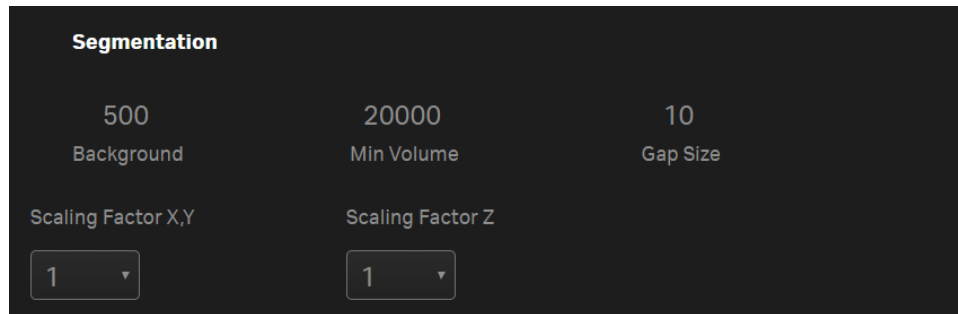 Segmentation
500 20000 10
Background Min Volume Gap Size
Scaling Factor X,Y Scaling Factor Z
1 1